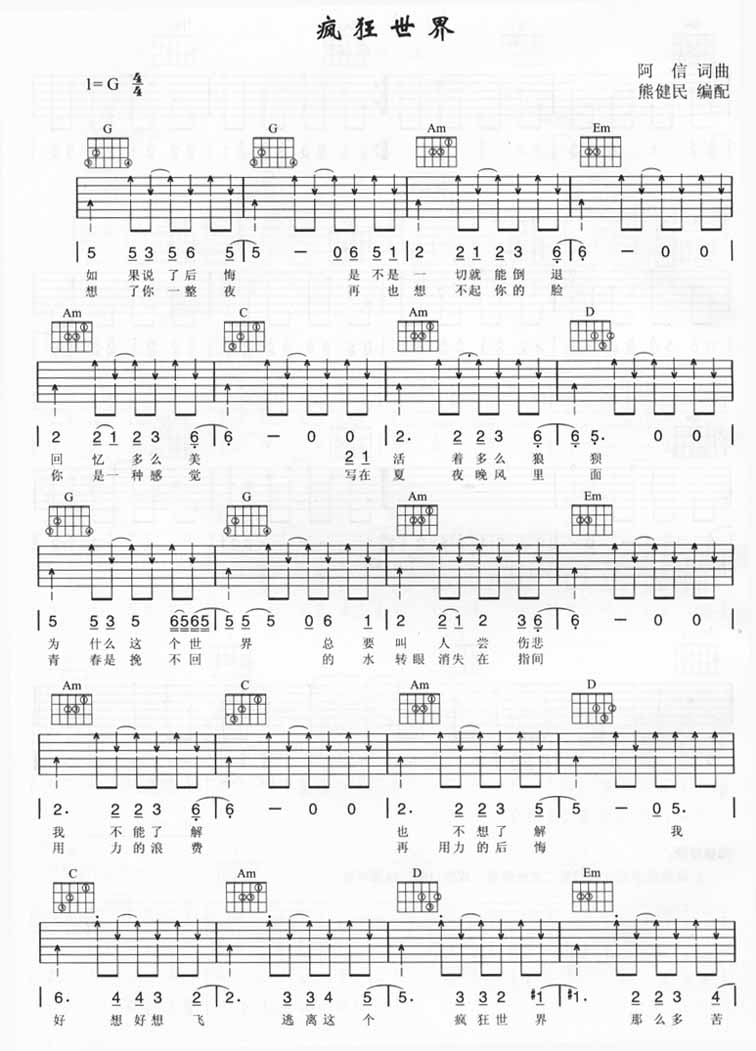 疯狂世界
1=G 4/4
阿 信 词曲
熊健民 编配
G G Am Em
5 5 3 5 6 5 5 — 0 6 5 1 2 2 1 2 3 6 6 — 0 0
如 果说了后 悔 是 不是 一 切就能倒 退
想 了你一整 夜 再 也 想 不起你的 脸
Am C Am D
2 2 1 2 3 6 6 — 0 0 2. 2 2 3 6 6 5. 0 0
回 忆 多么 美 2 1 活 着多么 狼 狈
你 是一种感 觉 写在 夏 夜晚风 里 面
G G Am Em
5 5 3 5 6565 5 5 5 0 6 1 2 2 1 2 3 6 6 — 0 0
为 什么这 个世 界 总 要 叫 人 尝 伤悲
青 春是挽 不回 的 水 转眼消失在 指间
Am C Am D
2. 2 2 3 6 6 — 0 0 2. 2 2 3 5 5 — 0 5.
我 不能了 解 也 不想了 解 我
用 力的浪 费 再 用力的后 悔
C Am D Em
6. 4 4 3 2 2. 3 3 3 5 5. 2 2 2 #1 #1. 2 3 4 5
好 想好想 飞 逃 离这 个 疯 狂世 界 那么多 苦